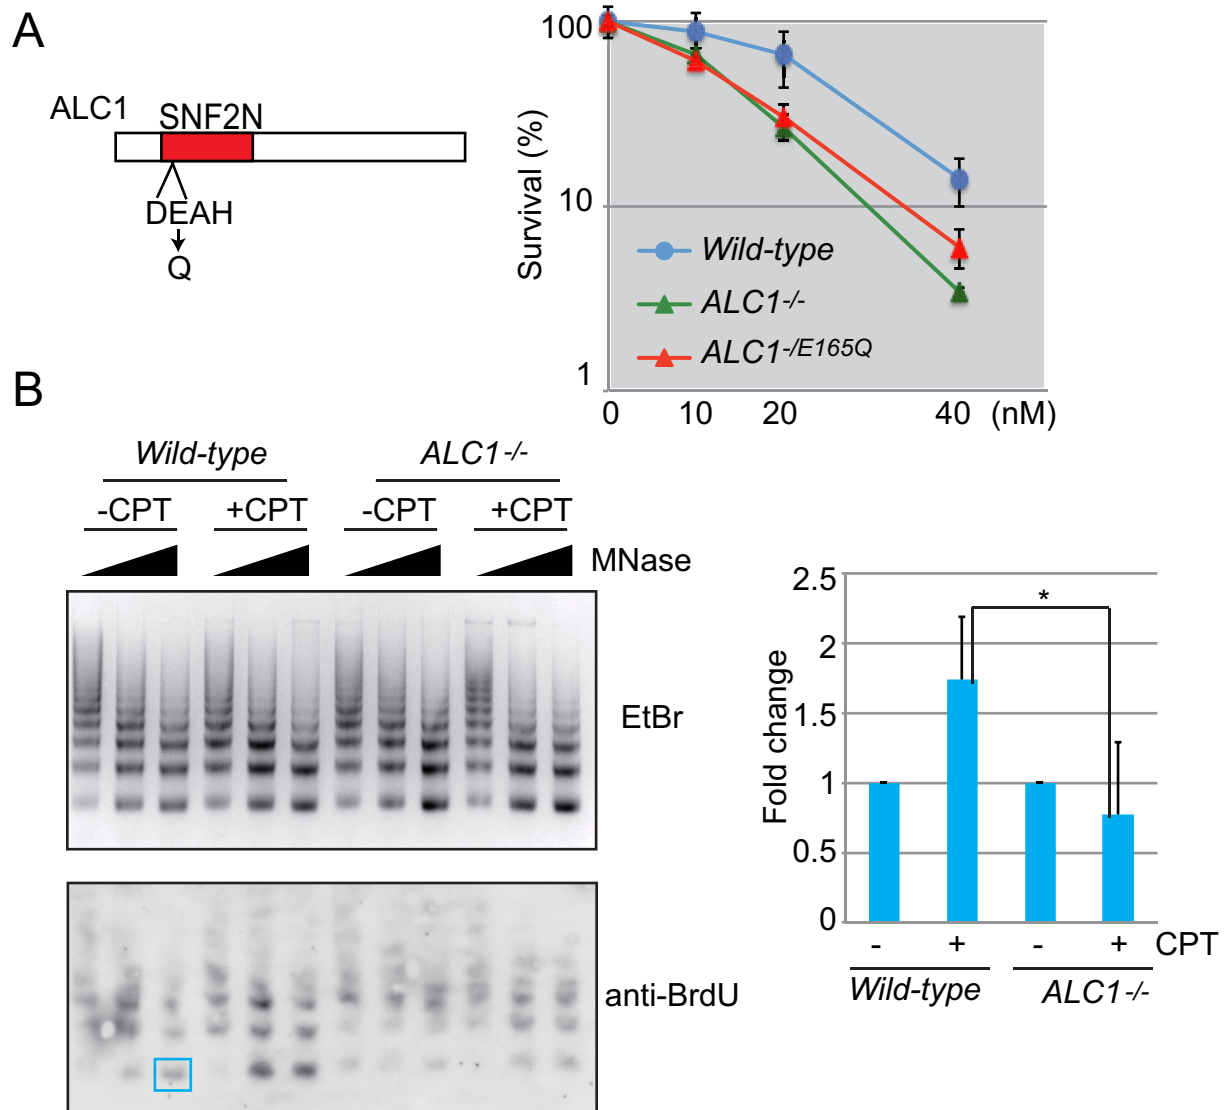 A
ALC1
SNF2N
DEAH
Q
Survival (%)
100
10
1
0 10 20 40 (nM)
Wild-type
ALC1-/-
ALC1-/E165Q
B
Wild-type ALC1-/-
-CPT +CPT -CPT +CPT
MNase
EtBr
anti-BrdU
Fold change
2.5
2
1.5
1
0.5
0
*
- + - + CPT
Wild-type ALC1-/-